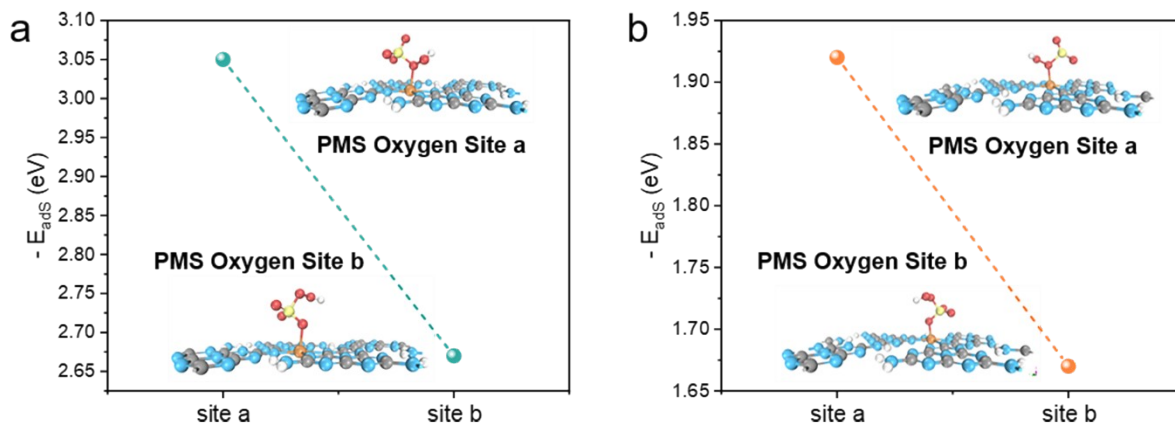 a
3.10
3.05
3.00
2.95
2.90
2.85
2.80
2.75
2.70
2.65
- E_adS (eV)
PMS Oxygen Site a
PMS Oxygen Site b
site a
site b
b
1.95
1.90
1.85
1.80
1.75
1.70
1.65
- E_adS (eV)
PMS Oxygen Site a
PMS Oxygen Site b
site a
site b